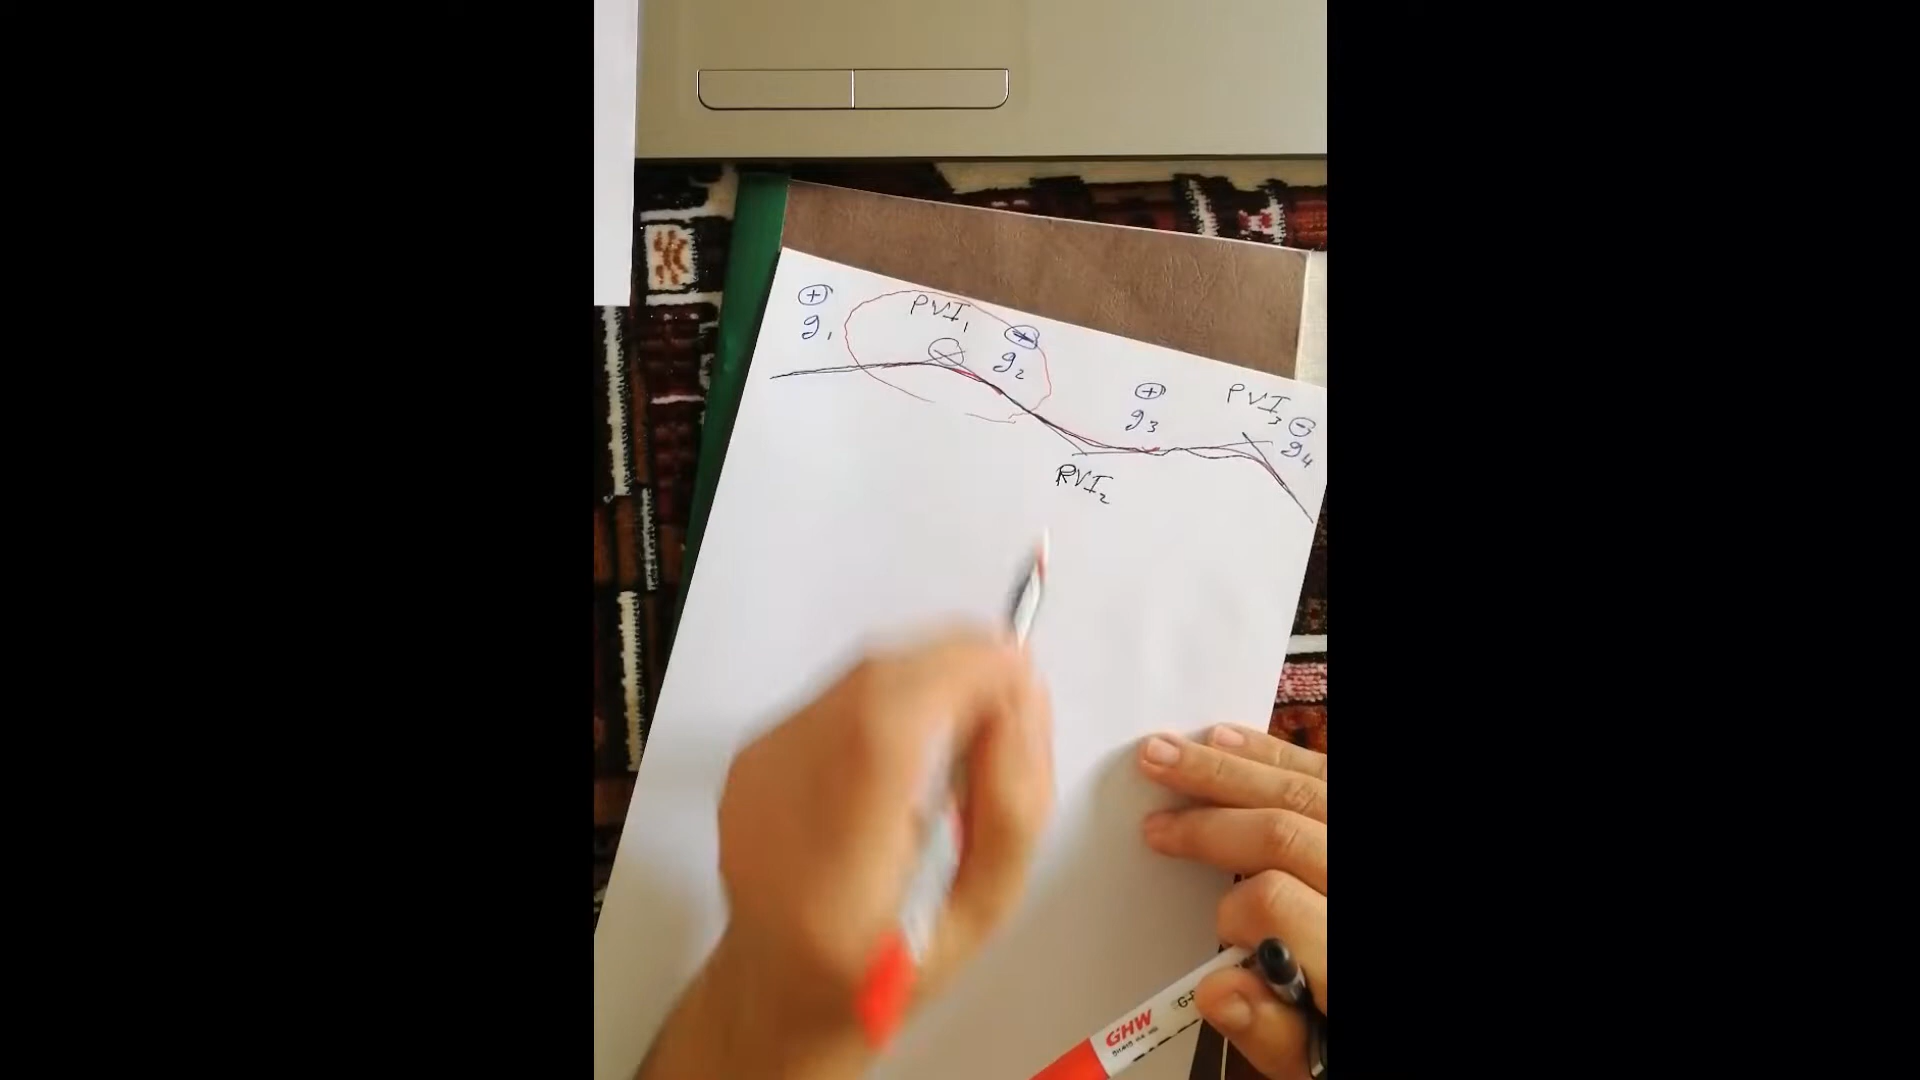 ⊕ g₁
PVI₁
⊕ g₂
⊕ g₃
PVI₃
⊖ g₄
PVI₂
GHW